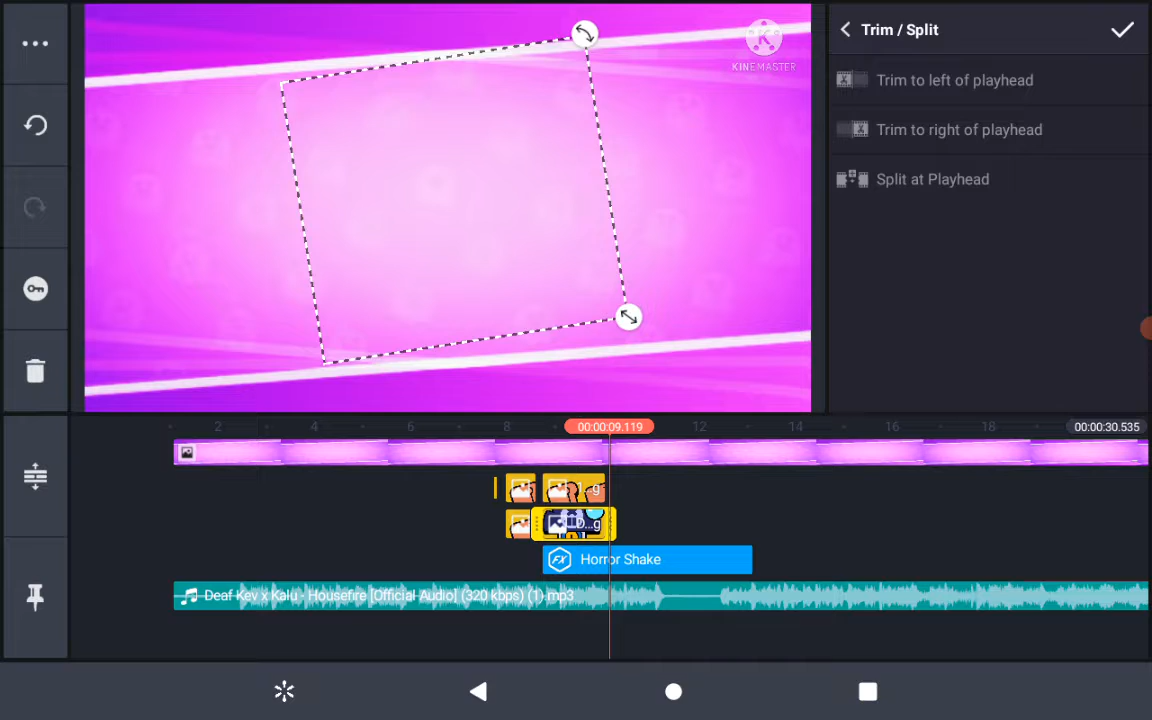 Trim / Split
KINEMASTER
Trim to left of playhead
Trim to right of playhead
Split at Playhead
2 4 6 8 00:00:09.119 12 14 16 18 00:00:30.535
1..g
D...g
FX Horror Shake
Deaf Kev x Kalu - Housefire [Official Audio] (320 kbps) (1).mp3